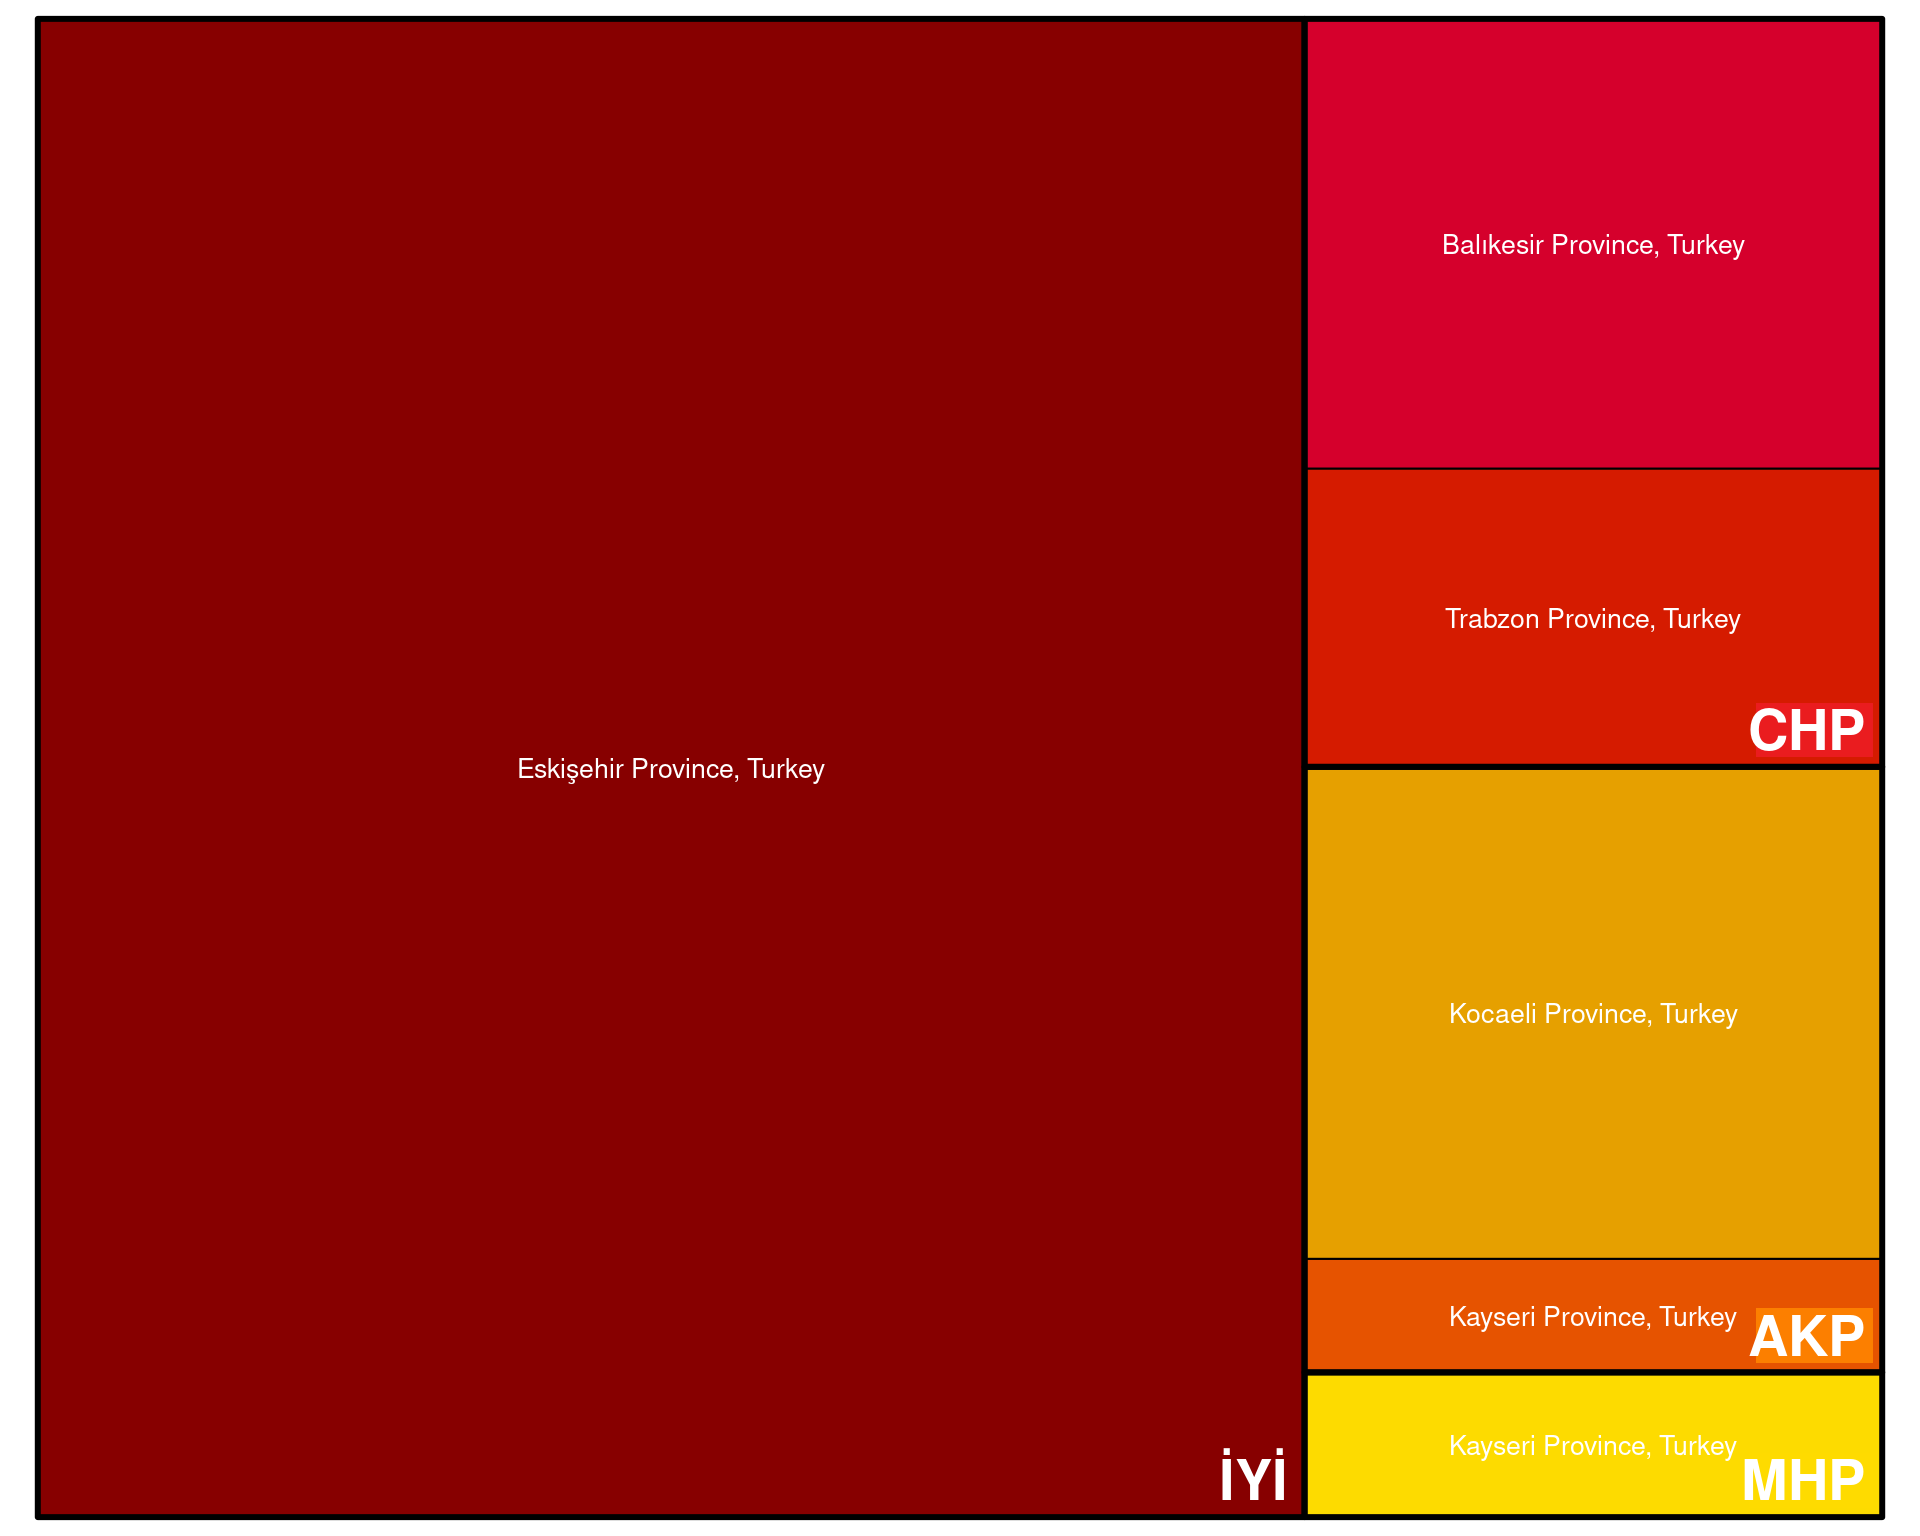 Eskişehir Province, Turkey
İYİ
Balıkesir Province, Turkey
Trabzon Province, Turkey
CHP
Kocaeli Province, Turkey
Kayseri Province, Turkey
AKP
Kayseri Province, Turkey
MHP